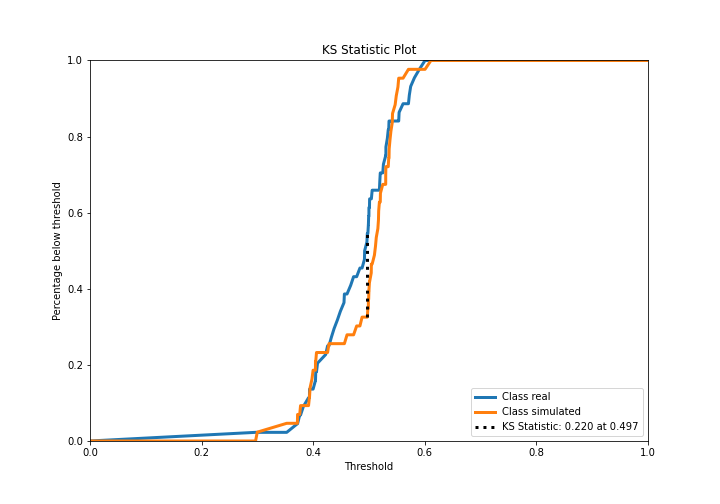 KS Statistic Plot
1.0
0.8
0.6
0.4
0.2
0.0
Percentage below threshold
0.0 0.2 0.4 0.6 0.8 1.0
Threshold
Class real
Class simulated
KS Statistic: 0.220 at 0.497